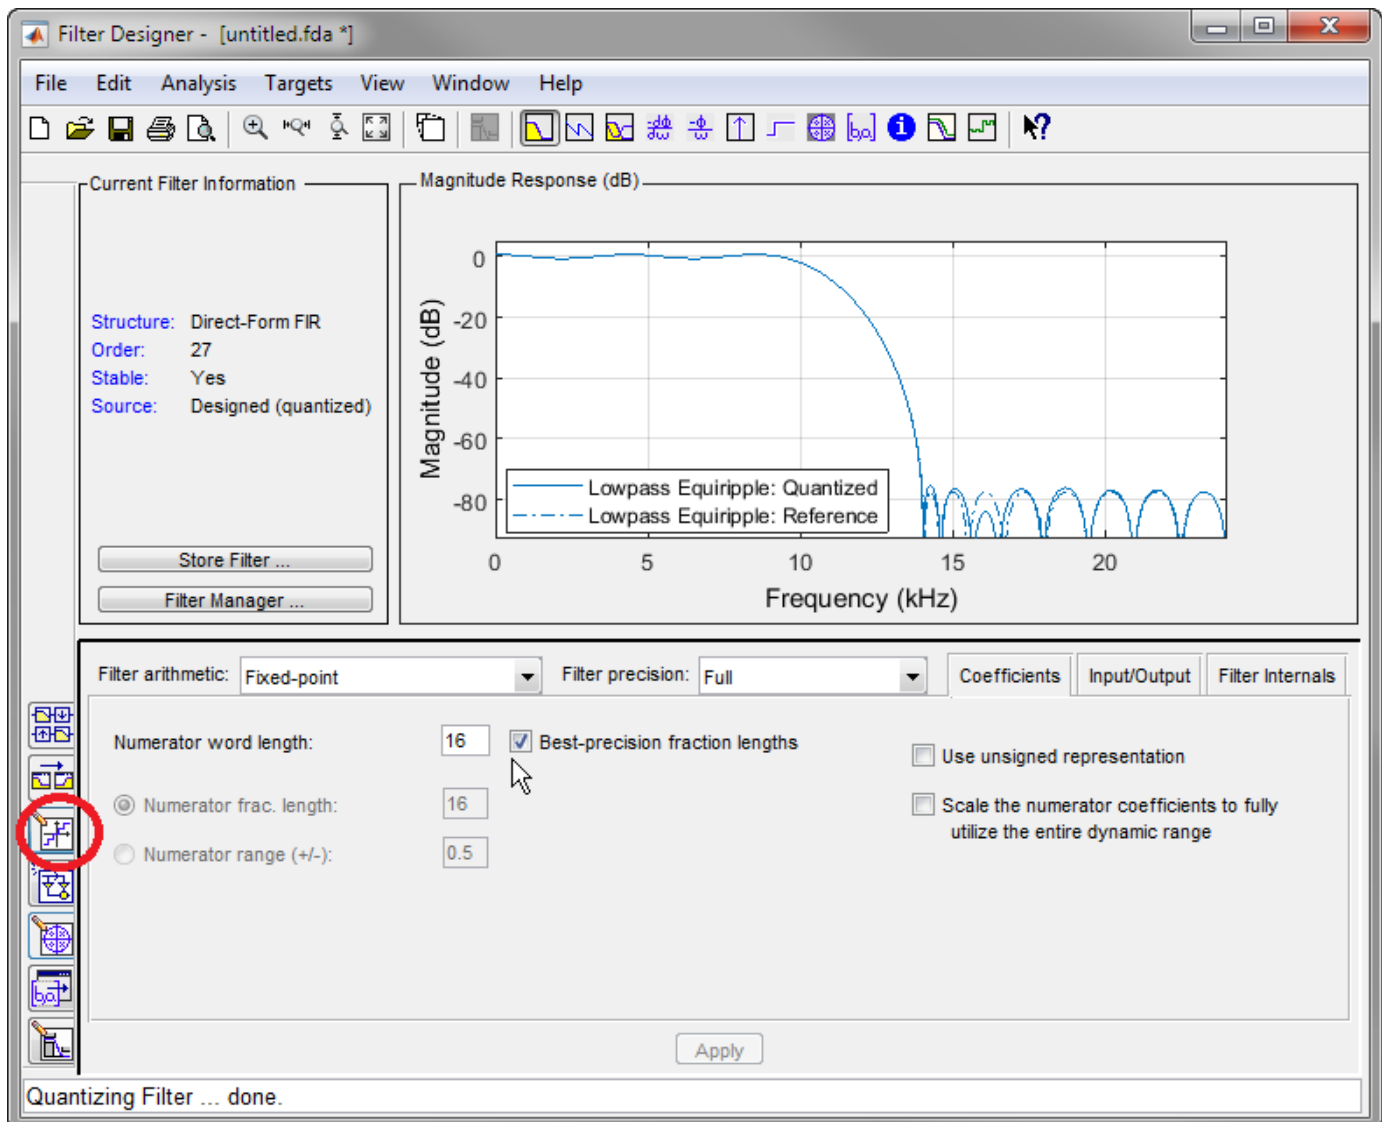 Filter Designer - [untitled.fda *]
File Edit Analysis Targets View Window Help
Current Filter Information
Structure: Direct-Form FIR
Order: 27
Stable: Yes
Source: Designed (quantized)
Store Filter ...
Filter Manager ...
Magnitude Response (dB)
Magnitude (dB)
0
-20
-40
-60
-80
Lowpass Equiripple: Quantized
Lowpass Equiripple: Reference
0 5 10 15 20
Frequency (kHz)
Filter arithmetic: Fixed-point Filter precision: Full Coefficients Input/Output Filter Internals
Numerator word length: 16 Best-precision fraction lengths
Numerator frac. length: 16
Numerator range (+/-): 0.5
Use unsigned representation
Scale the numerator coefficients to fully
utilize the entire dynamic range
[b,a]
Apply
Quantizing Filter ... done.